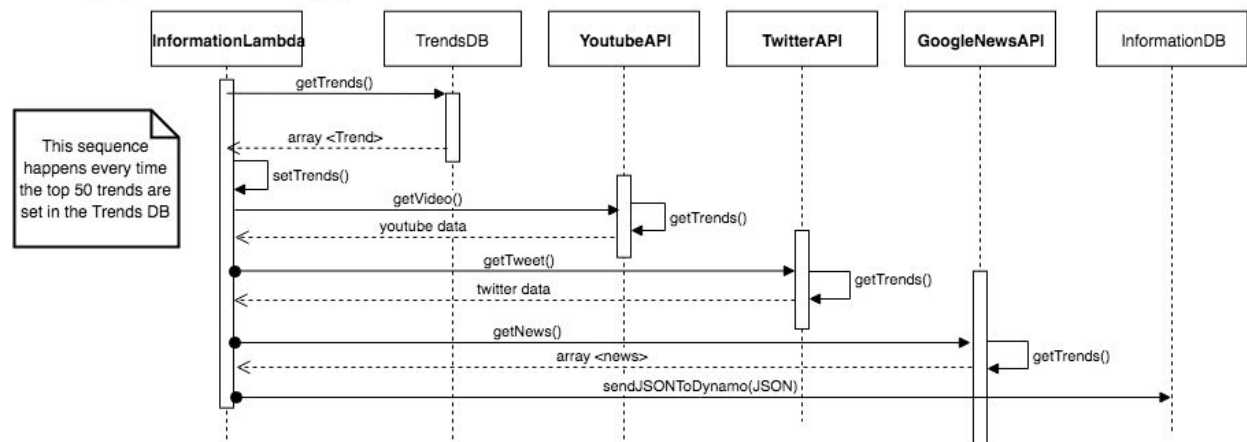 InformationLambda
TrendsDB
YoutubeAPI
TwitterAPI
GoogleNewsAPI
InformationDB
getTrends()
This sequence
happens every time
the top 50 trends are
set in the Trends DB
array <Trend>
setTrends()
getVideo()
getTrends()
youtube data
getTweet()
getTrends()
twitter data
getNews()
getTrends()
array <news>
sendJSONToDynamo(JSON)